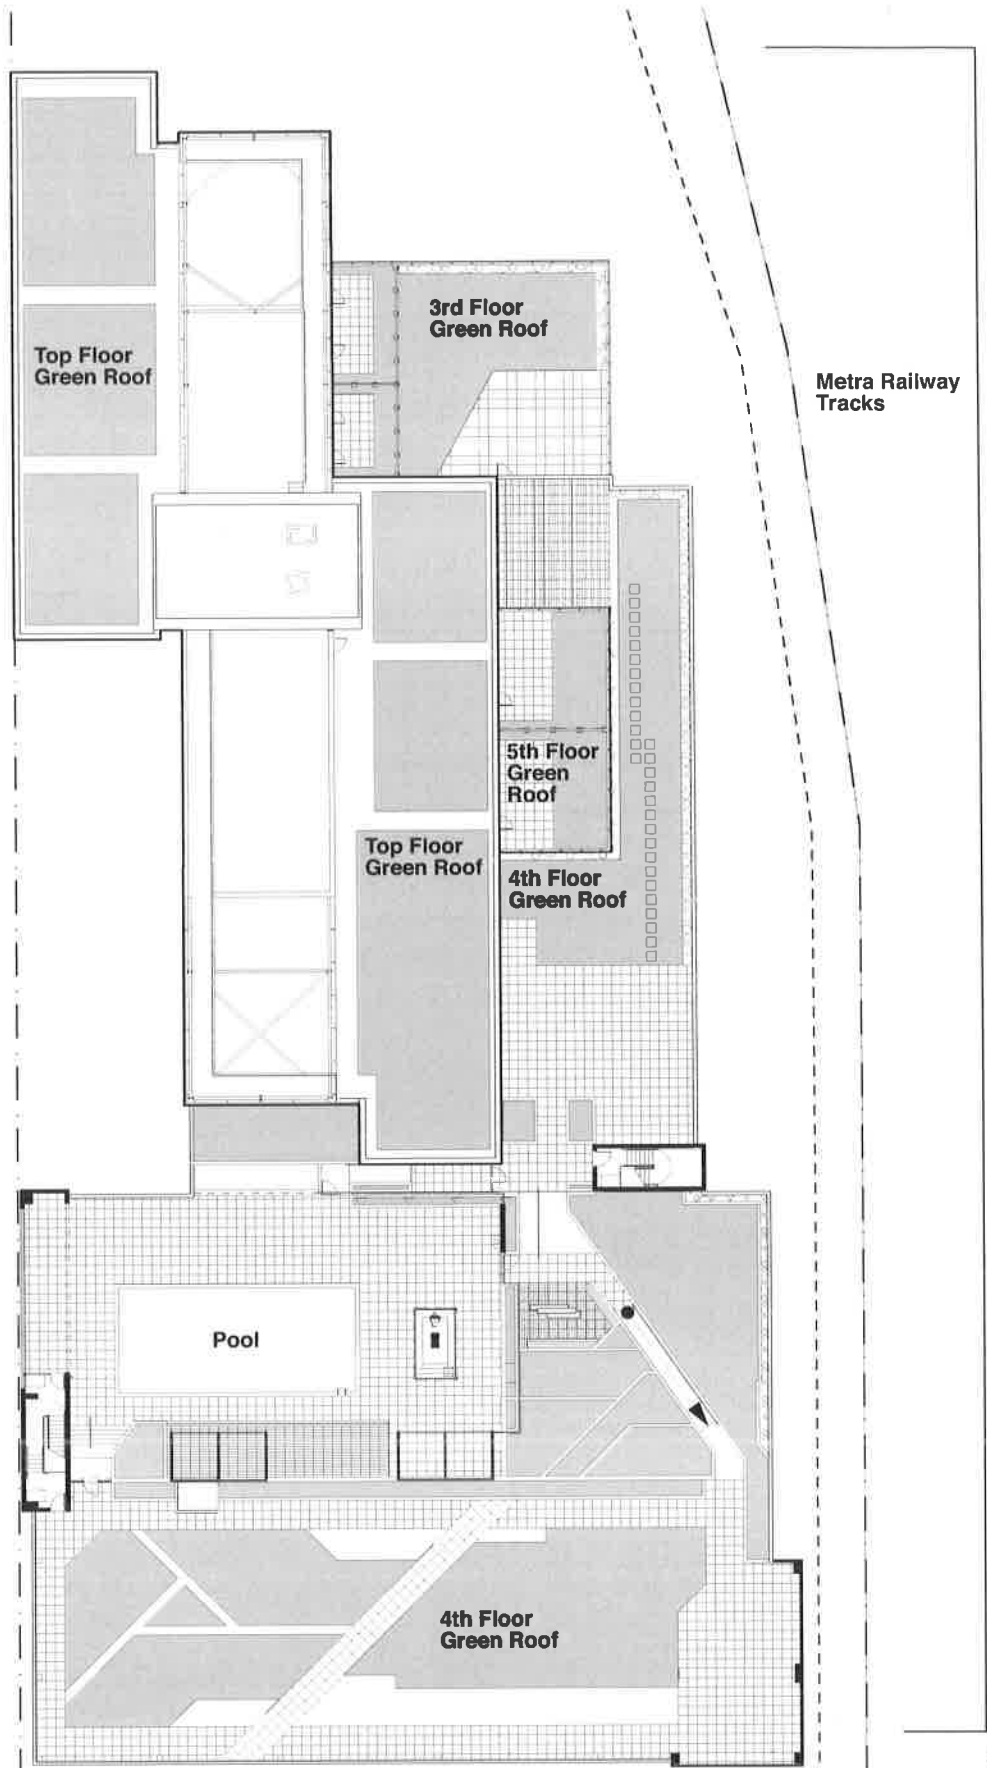 3rd Floor
Green Roof
Top Floor
Green Roof
Metra Railway
Tracks
5th Floor
Green
Roof
Top Floor
Green Roof
4th Floor
Green Roof
Pool
4th Floor
Green Roof